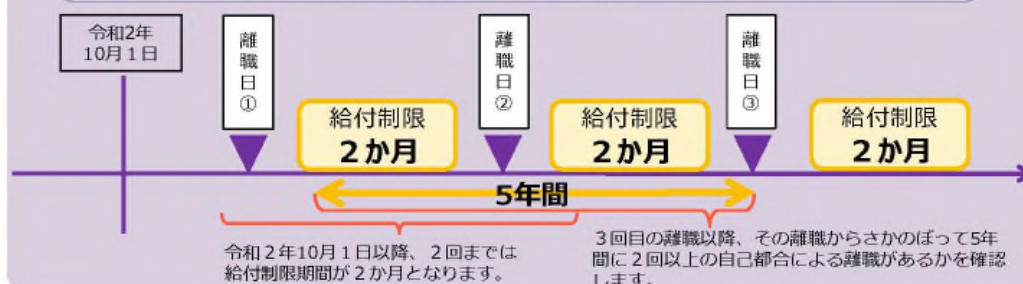 令和2年
10月1日
離職日①
離職日②
離職日③
給付制限
2か月
給付制限
2か月
給付制限
2か月
5年間
令和2年10月1日以降、2回までは
給付制限期間が2か月となります。
3回目の離職以降、その離職からさかのぼって5年
間に2回以上の自己都合による離職があるかを確認
します。